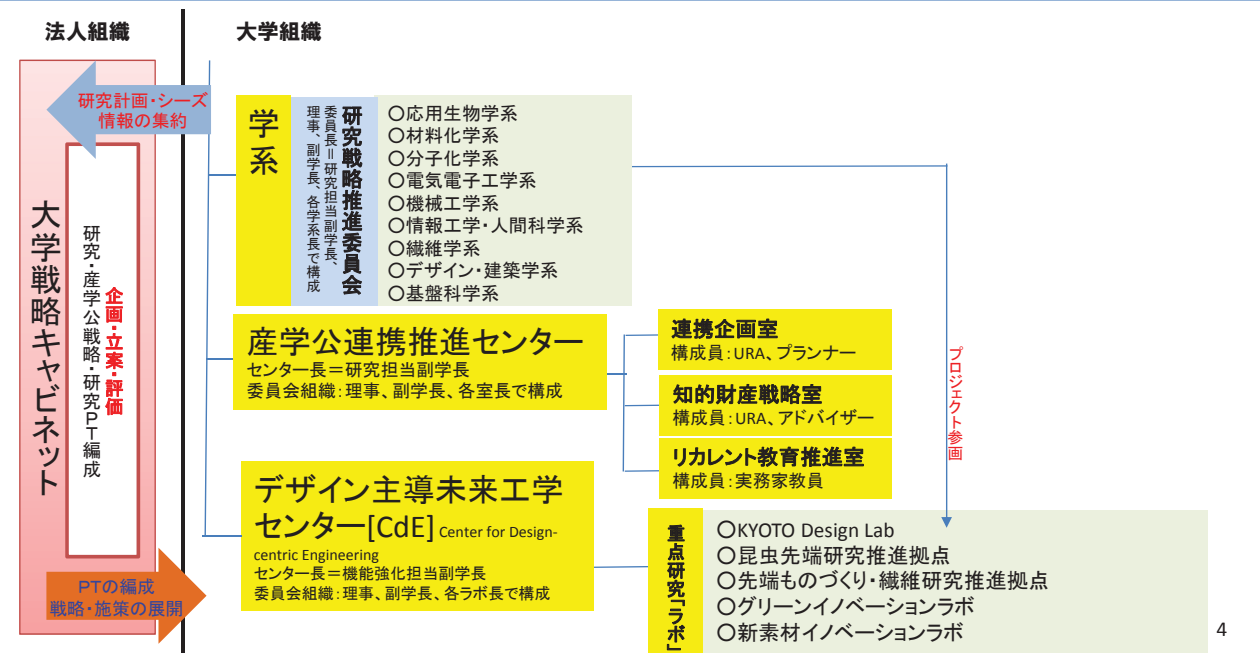 法人組織
大学組織
研究計画・シーズ
情報の集約
大学戦略キャビネット
企画・立案・評価
研究・産学公戦略・研究PT編成
PTの編成
戦略・施策の展開
学系
研究戦略推進委員会
委員長＝研究担当副学長、
理事、副学長、各学系長で構成
〇応用生物学系
〇材料化学系
〇分子化学系
〇電気電子工学系
〇機械工学系
〇情報工学・人間科学系
〇繊維学系
〇デザイン・建築学系
〇基盤科学系
産学公連携推進センター
センター長＝研究担当副学長
委員会組織：理事、副学長、各室長で構成
連携企画室
構成員：URA、プランナー
知的財産戦略室
構成員：URA、アドバイザー
リカレント教育推進室
構成員：実務家教員
プロジェクト参画
デザイン主導未来工学
センター[CdE] Center for Design-
centric Engineering
センター長＝機能強化担当副学長
委員会組織：理事、副学長、各ラボ長で構成
重点研究「ラボ」
〇KYOTO Design Lab
〇昆虫先端研究推進拠点
〇先端ものづくり・繊維研究推進拠点
〇グリーンイノベーションラボ
〇新素材イノベーションラボ
4